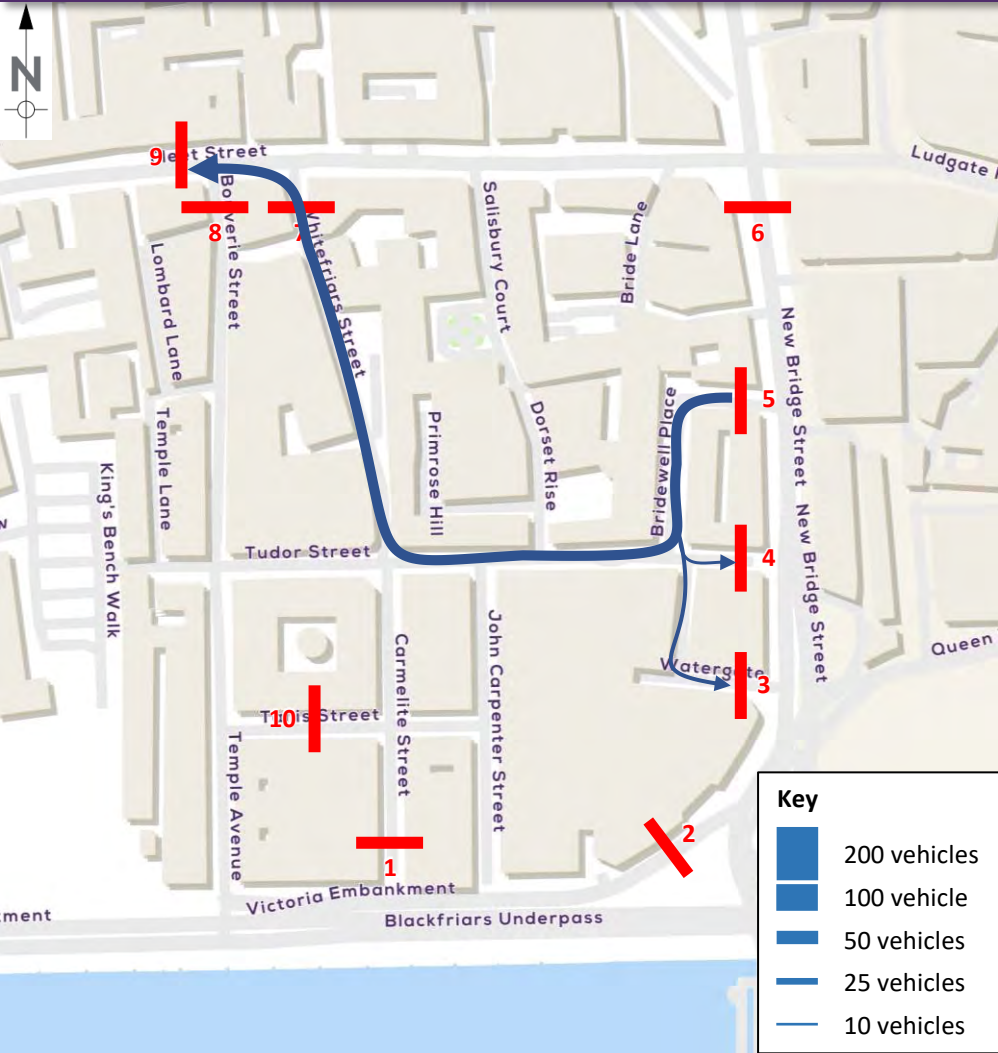 N
9
Fleet Street
Ludgate
8
7
6
Bouverie Street
Whitefriars Street
Salisbury Court
Bride Lane
Lombard Lane
New Bridge Street
5
Temple Lane
King's Bench Walk
Primrose Hill
Dorset Rise
Bridewell Place
New Bridge Street
Tudor Street
4
Carmelite Street
John Carpenter Street
Queen
Watergate
3
10
Tallis Street
Temple Avenue
2
1
Victoria Embankment
Blackfriars Underpass
kment
Key
200 vehicles
100 vehicle
50 vehicles
25 vehicles
10 vehicles